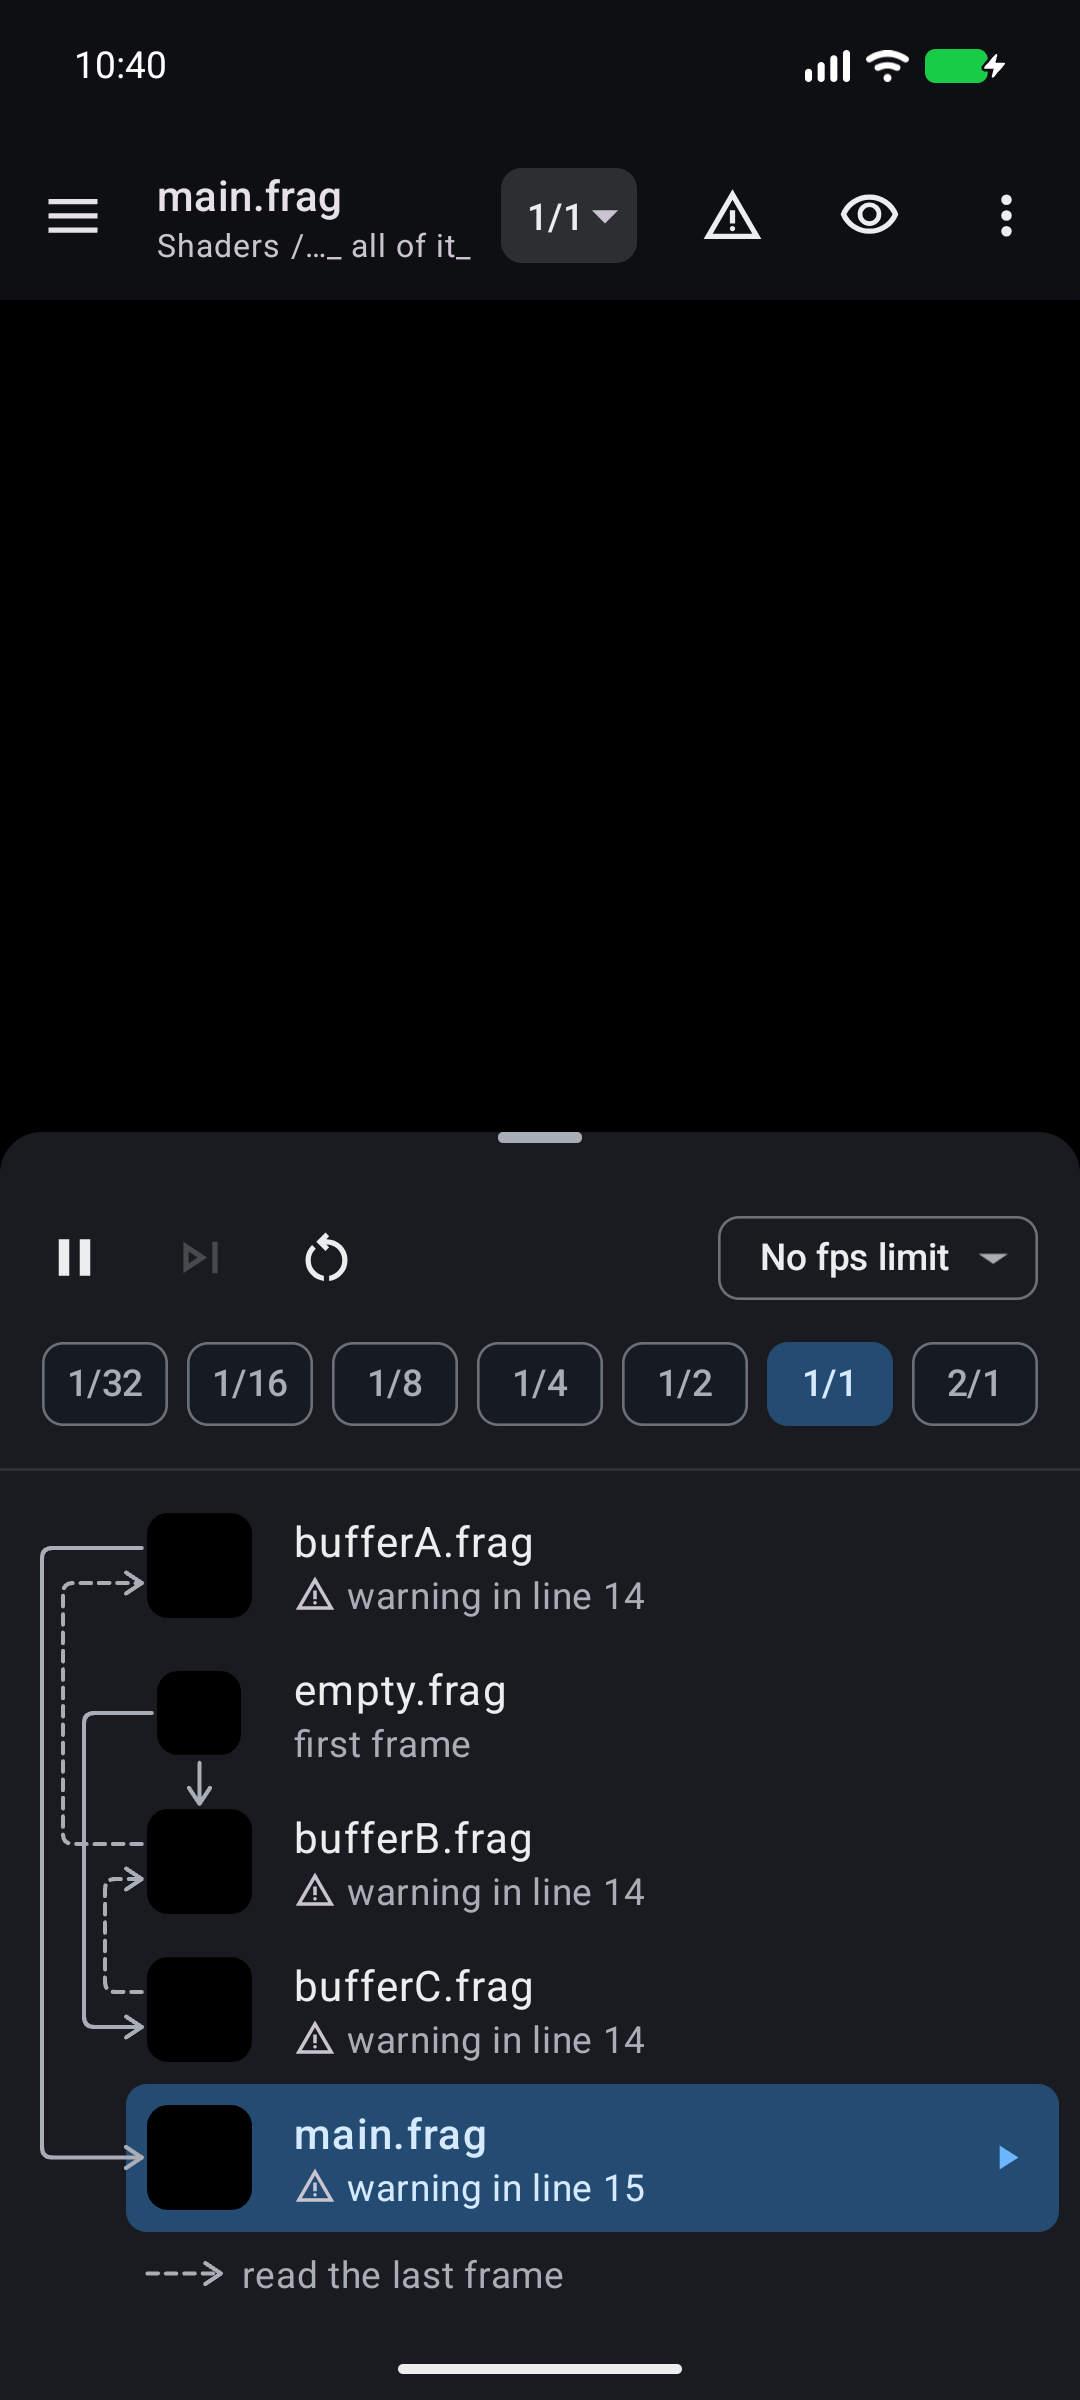 10:40
main.frag
Shaders /…_ all of it_
1/1
No fps limit
1/32 1/16 1/8 1/4 1/2 1/1 2/1
bufferA.frag
warning in line 14
empty.frag
first frame
bufferB.frag
warning in line 14
bufferC.frag
warning in line 14
main.frag
warning in line 15
read the last frame